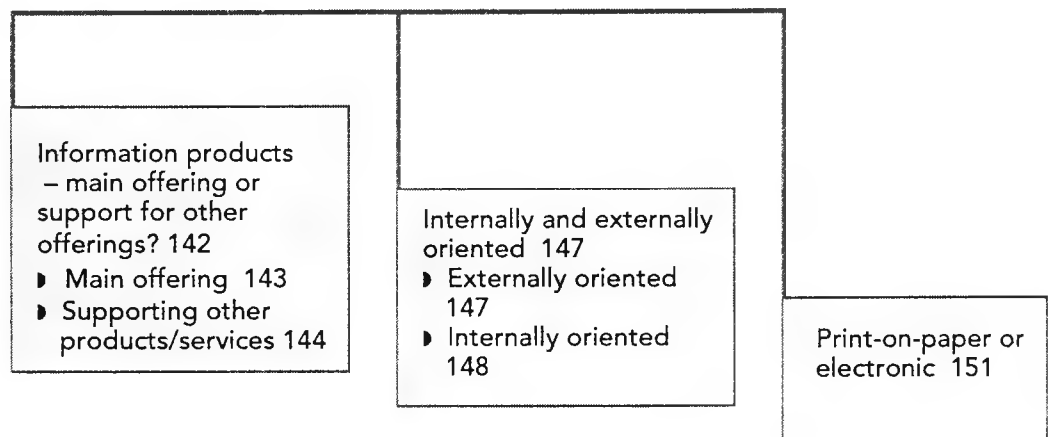 Information products
– main offering or
support for other
offerings? 142
◗ Main offering 143
◗ Supporting other
products/services 144
Internally and externally
oriented 147
◗ Externally oriented
147
◗ Internally oriented
148
Print-on-paper or
electronic 151